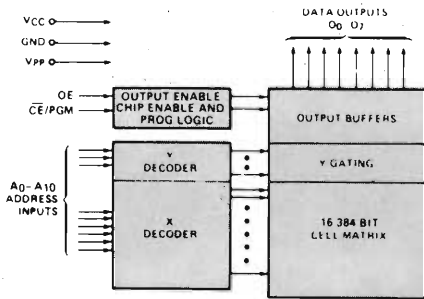 VCC
GND
VPP
DATA OUTPUTS
O0 O7
OE
CE/PGM
OUTPUT ENABLE
CHIP ENABLE AND
PROG LOGIC
OUTPUT BUFFERS
A0–A10
ADDRESS
INPUTS
Y
DECODER
Y GATING
X
DECODER
16 384 BIT
CELL MATRIX